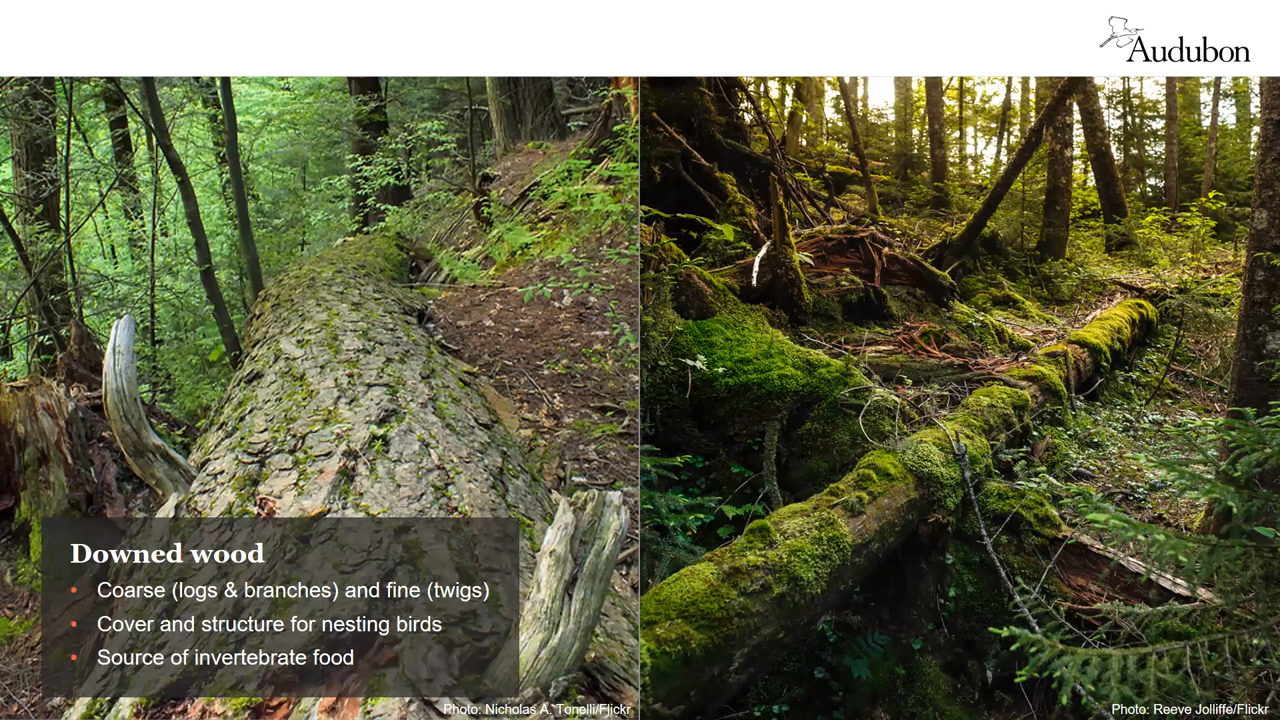 Audubon
Downed wood
• Coarse (logs & branches) and fine (twigs)
• Cover and structure for nesting birds
• Source of invertebrate food
Photo: Nicholas A. Tonelli/Flickr
Photo: Reeve Jolliffe/Flickr